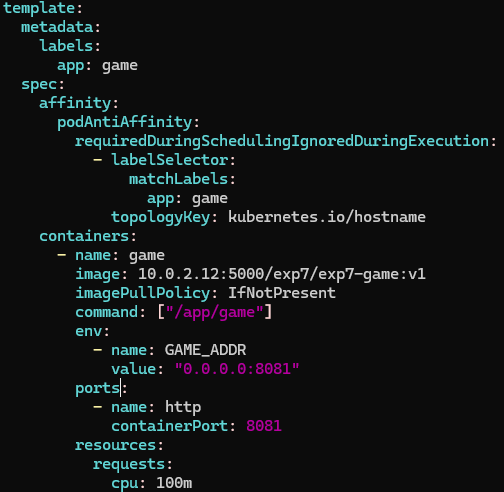 template:
  metadata:
    labels:
      app: game
  spec:
    affinity:
      podAntiAffinity:
        requiredDuringSchedulingIgnoredDuringExecution:
          - labelSelector:
              matchLabels:
                app: game
            topologyKey: kubernetes.io/hostname
    containers:
      - name: game
        image: 10.0.2.12:5000/exp7/exp7-game:v1
        imagePullPolicy: IfNotPresent
        command: ["/app/game"]
        env:
          - name: GAME_ADDR
            value: "0.0.0.0:8081"
        ports:
          - name: http
            containerPort: 8081
        resources:
          requests:
            cpu: 100m